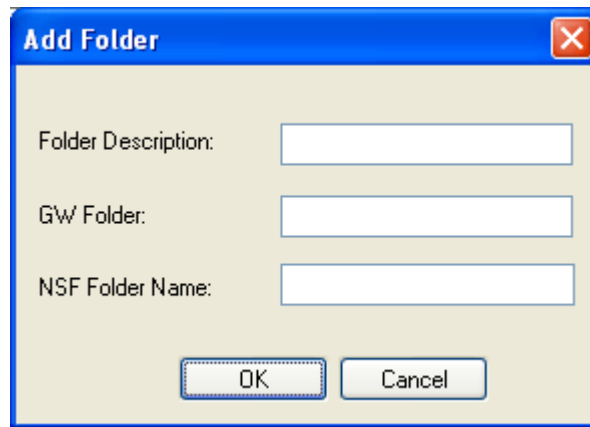 Add Folder
Folder Description:
GW Folder:
NSF Folder Name:
OK Cancel